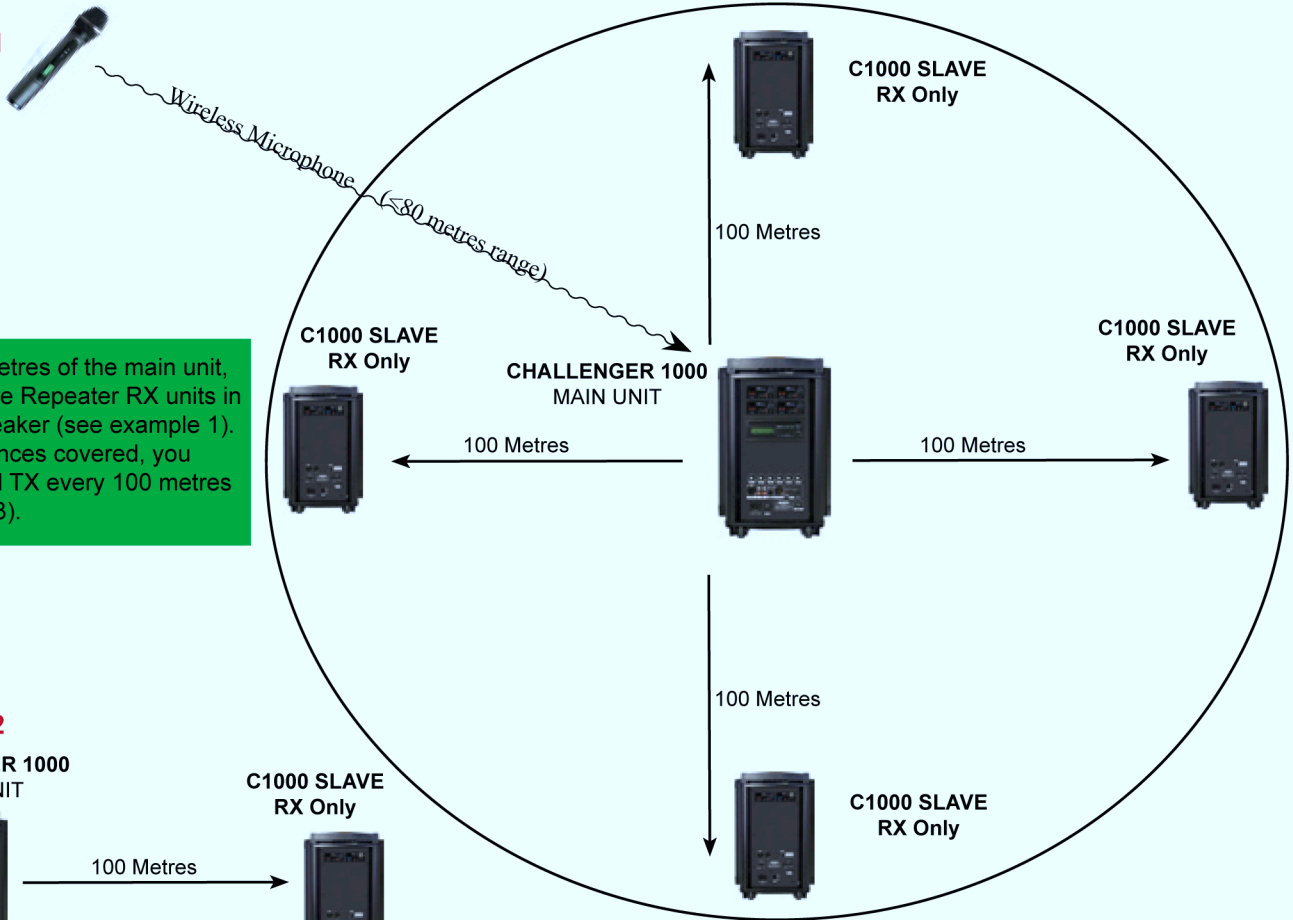 Wireless Microphone (≤80 metres range)
C1000 SLAVE
RX Only
100 Metres
C1000 SLAVE
RX Only
CHALLENGER 1000
MAIN UNIT
C1000 SLAVE
RX Only
100 Metres
100 Metres
etres of the main unit,
e Repeater RX units in
eaker (see example 1).
nces covered, you
TX every 100 metres
3).
100 Metres
C1000 SLAVE
RX Only
2
R 1000
NIT
C1000 SLAVE
RX Only
100 Metres